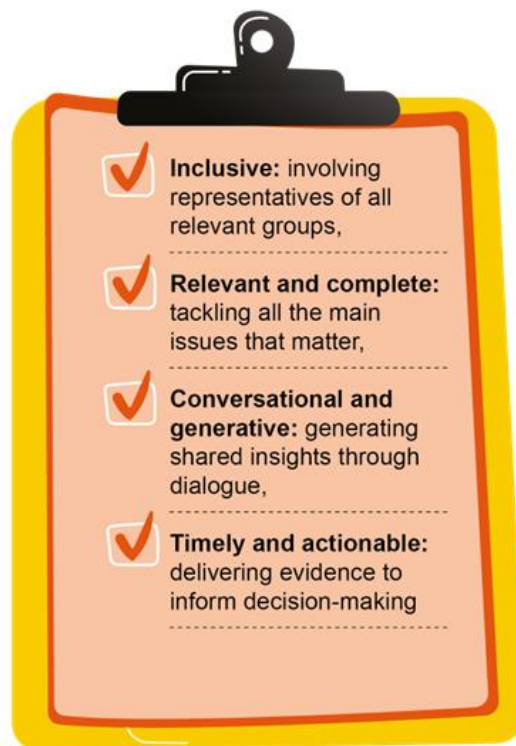 Inclusive: involving
representatives of all
relevant groups,
Relevant and complete:
tackling all the main
issues that matter,
Conversational and
generative: generating
shared insights through
dialogue,
Timely and actionable:
delivering evidence to
inform decision-making